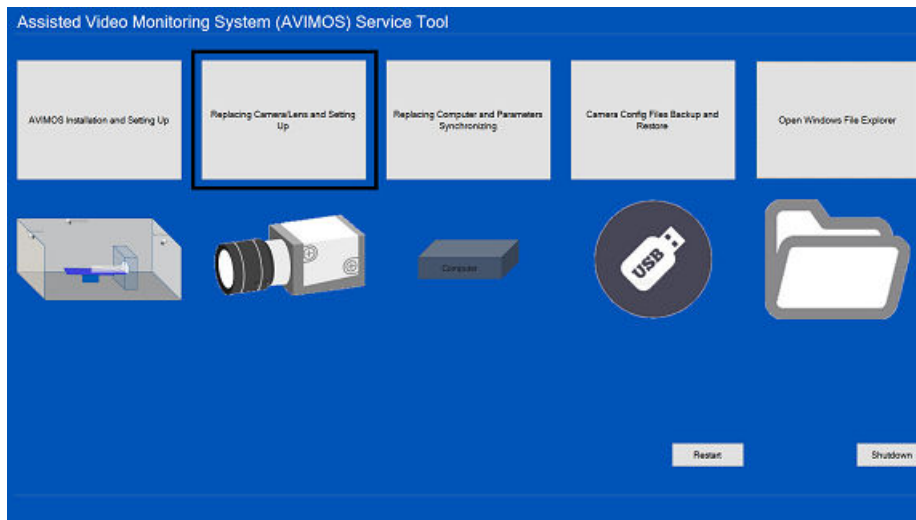 Assisted Video Monitoring System (AVIMOS) Service Tool
AVIMOS Installation and Setting Up
Replacing Camera/Lens and Setting
Up
Replacing Computer and Parameters
Synchronizing
Camera Config Files Backup and
Restore
Open Windows File Explorer
Computer
USB
Restart
Shutdown